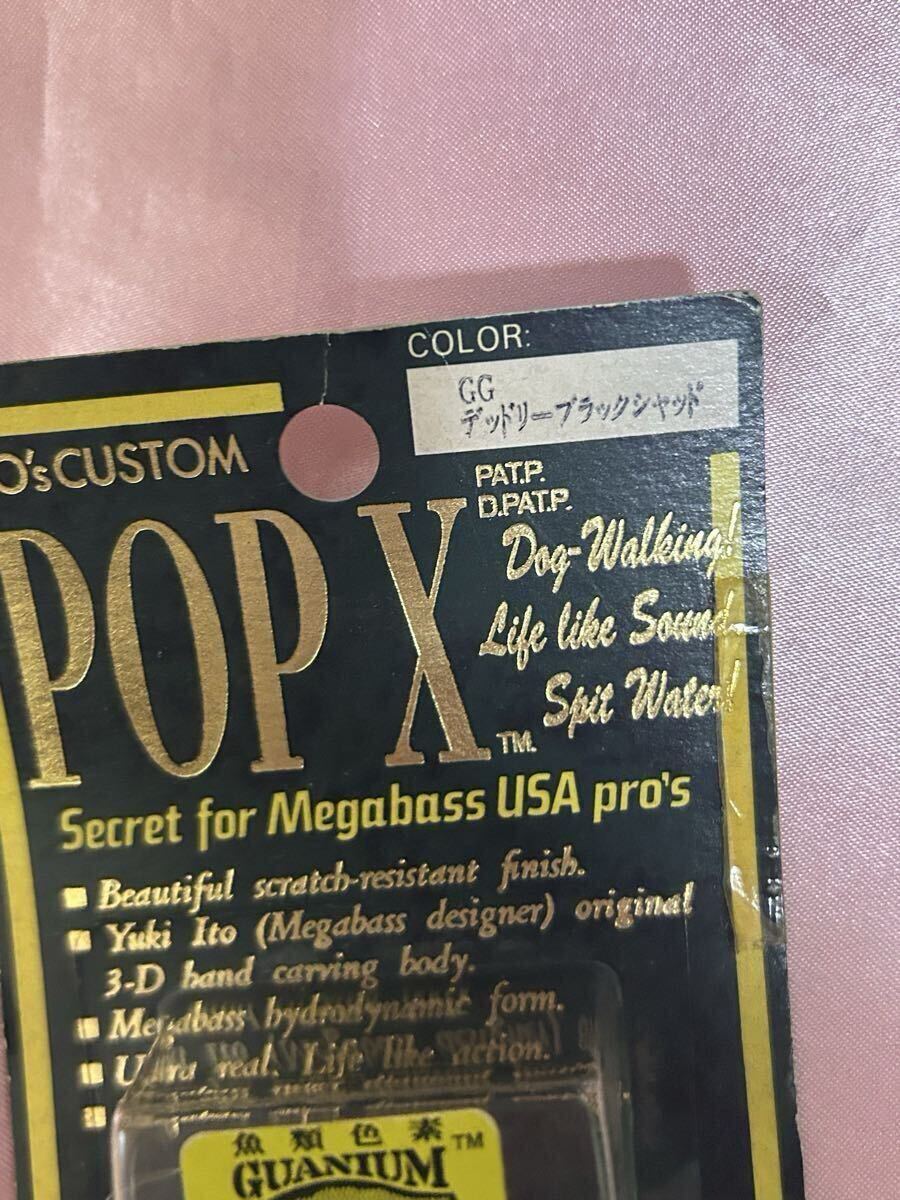 COLOR:
GG
デッドリーブラックシャッド
O'sCUSTOM
PAT.P.
D.PAT.P.
POP X
TM.
Dog-Walking!
Life like Sound
Spit Water!
Secret for Megabass USA pro's
■ Beautiful scratch-resistant finish.
■ Yuki Ito (Megabass designer) original
3-D hand carving body.
■ Megabass hydrodynamic form.
■ Ultra real. Life like action.
■
魚類色素 TM
GUANIUM